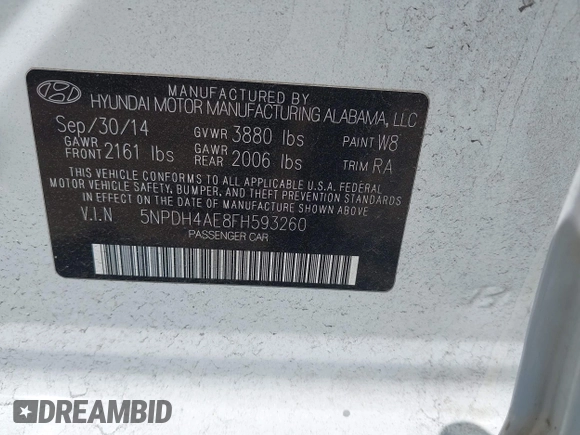 MANUFACTURED BY
HYUNDAI MOTOR MANUFACTURING ALABAMA, LLC
Sep/30/14 GVWR 3880 lbs PAINT W8
GAWR FRONT 2161 lbs GAWR REAR 2006 lbs TRIM RA
THIS VEHICLE CONFORMS TO ALL APPLICABLE U.S.A. FEDERAL
MOTOR VEHICLE SAFETY, BUMPER, AND THEFT PREVENTION STANDARDS
IN EFFECT ON THE DATE OF MANUFACTURE SHOWN ABOVE.
V.I.N 5NPDH4AE8FH593260
PASSENGER CAR
DREAMBID